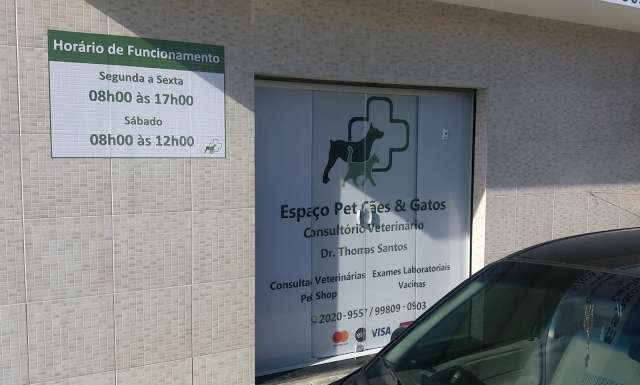 Horário de Funcionamento
Segunda a Sexta
08h00 às 17h00
Sábado
08h00 às 12h00
Espaço Pet Cães & Gatos
Consultório Veterinário
Dr. Thomas Santos
Consultas Veterinárias Exames Laboratoriais
Pet Shop Vacinas
2020-9557 / 99809-0903
VISA